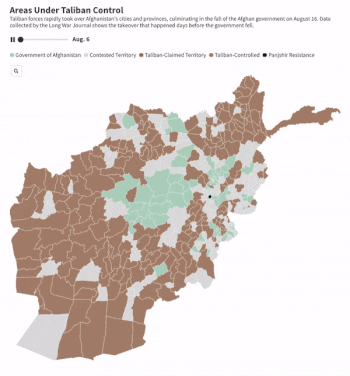 Areas Under Taliban Control
Taliban forces rapidly took over Afghanistan's cities and provinces, culminating in the fall of the Afghan government on August 16. Data
collected by the Long War Journal shows the takeover that happened days before the government fell.
Aug. 6
Government of Afghanistan Contested Territory Taliban-Claimed Territory Taliban-Controlled Panjshir Resistance